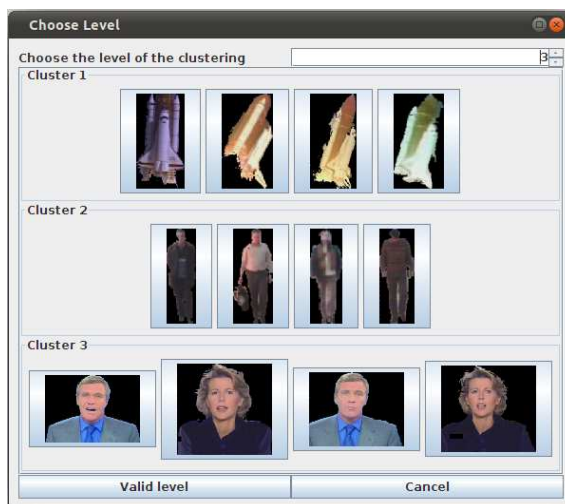 Choose Level
Choose the level of the clustering 3
Cluster 1
Cluster 2
Cluster 3
Valid level Cancel